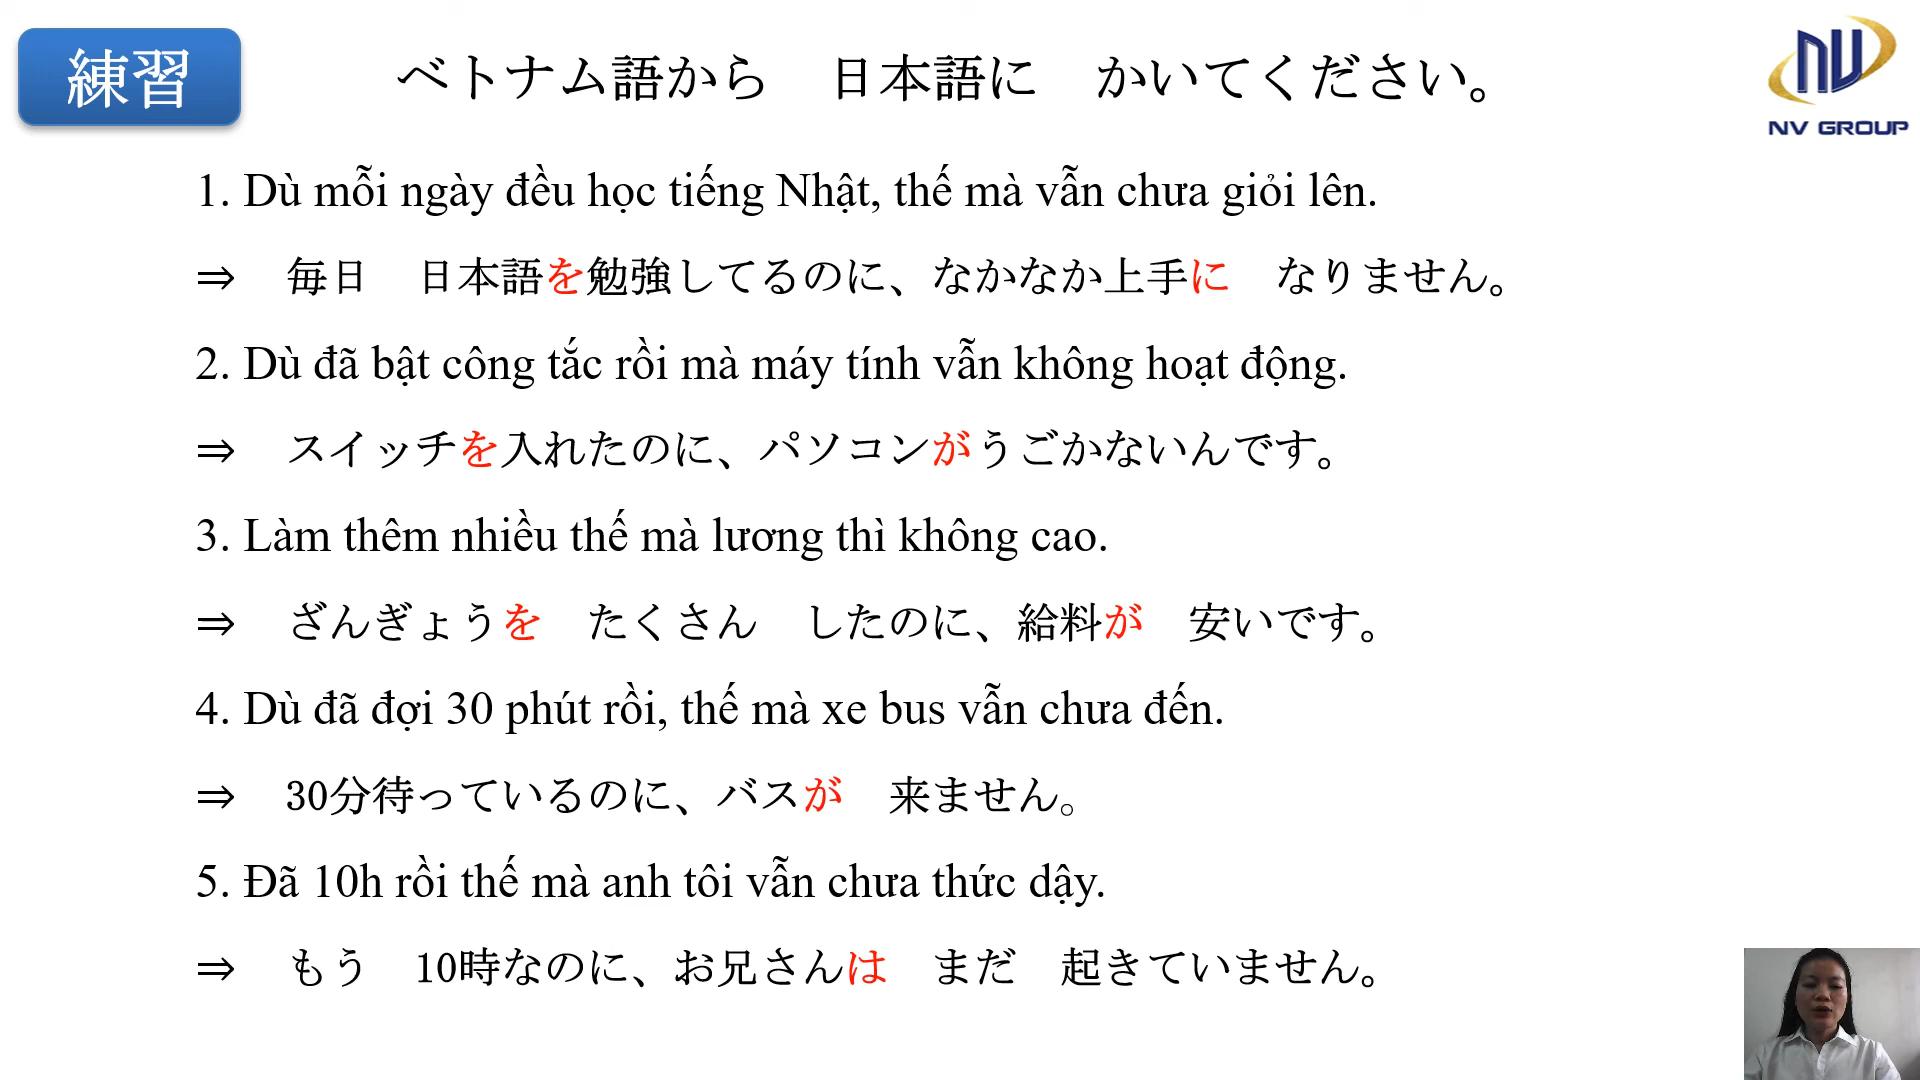 練習
ベトナム語から　日本語に　かいてください。
NV GROUP
1. Dù mỗi ngày đều học tiếng Nhật, thế mà vẫn chưa giỏi lên.
⇒　毎日　日本語を勉強してるのに、なかなか上手に　なりません。
2. Dù đã bật công tắc rồi mà máy tính vẫn không hoạt động.
⇒　スイッチを入れたのに、パソコンがうごかないんです。
3. Làm thêm nhiều thế mà lương thì không cao.
⇒　ざんぎょうを　たくさん　したのに、給料が　安いです。
4. Dù đã đợi 30 phút rồi, thế mà xe bus vẫn chưa đến.
⇒　30分待っているのに、バスが　来ません。
5. Đã 10h rồi thế mà anh tôi vẫn chưa thức dậy.
⇒　もう　10時なのに、お兄さんは　まだ　起きていません。